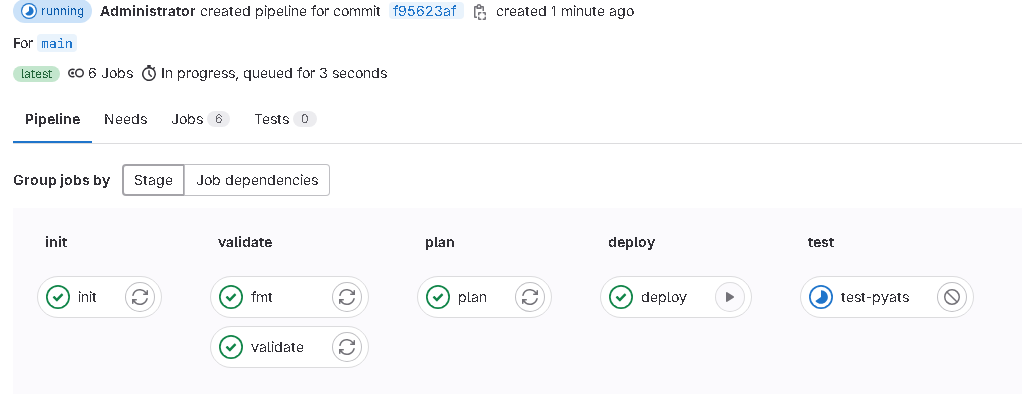 running Administrator created pipeline for commit f95623af created 1 minute ago
For main
latest 6 Jobs In progress, queued for 3 seconds
Pipeline Needs Jobs 6 Tests 0
Group jobs by Stage Job dependencies
init validate plan deploy test
init fmt plan deploy test-pyats
validate